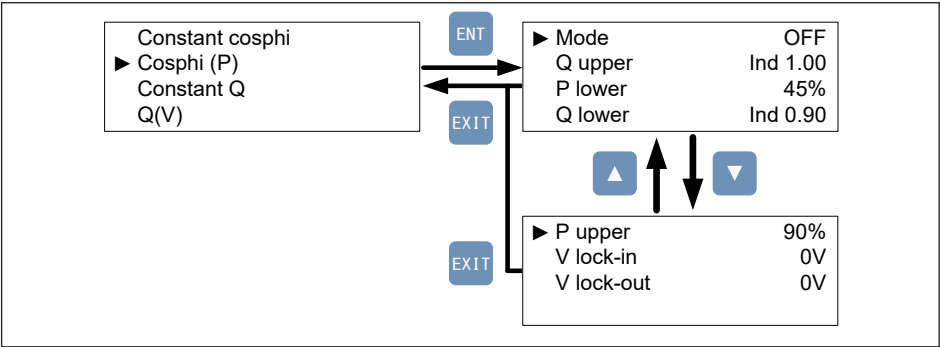 Constant cosphi
► Cosphi (P)
Constant Q
Q(V)
ENT
EXIT
► Mode OFF
Q upper Ind 1.00
P lower 45%
Q lower Ind 0.90
▲
▼
EXIT
► P upper 90%
V lock-in 0V
V lock-out 0V